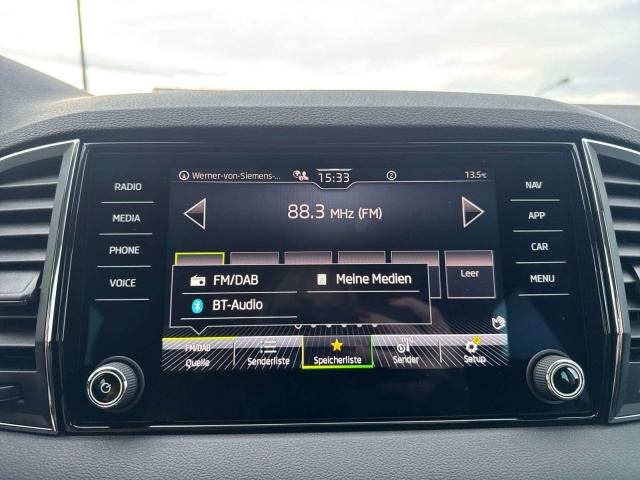 RADIO
MEDIA
PHONE
VOICE
Werner-von-Siemens-... 15:33 2 13.5°C
88.3 MHz (FM)
Leer
FM/DAB Meine Medien
BT-Audio
FM/DAB
Quelle Senderliste Speicherliste Sender Setup
NAV
APP
CAR
MENU